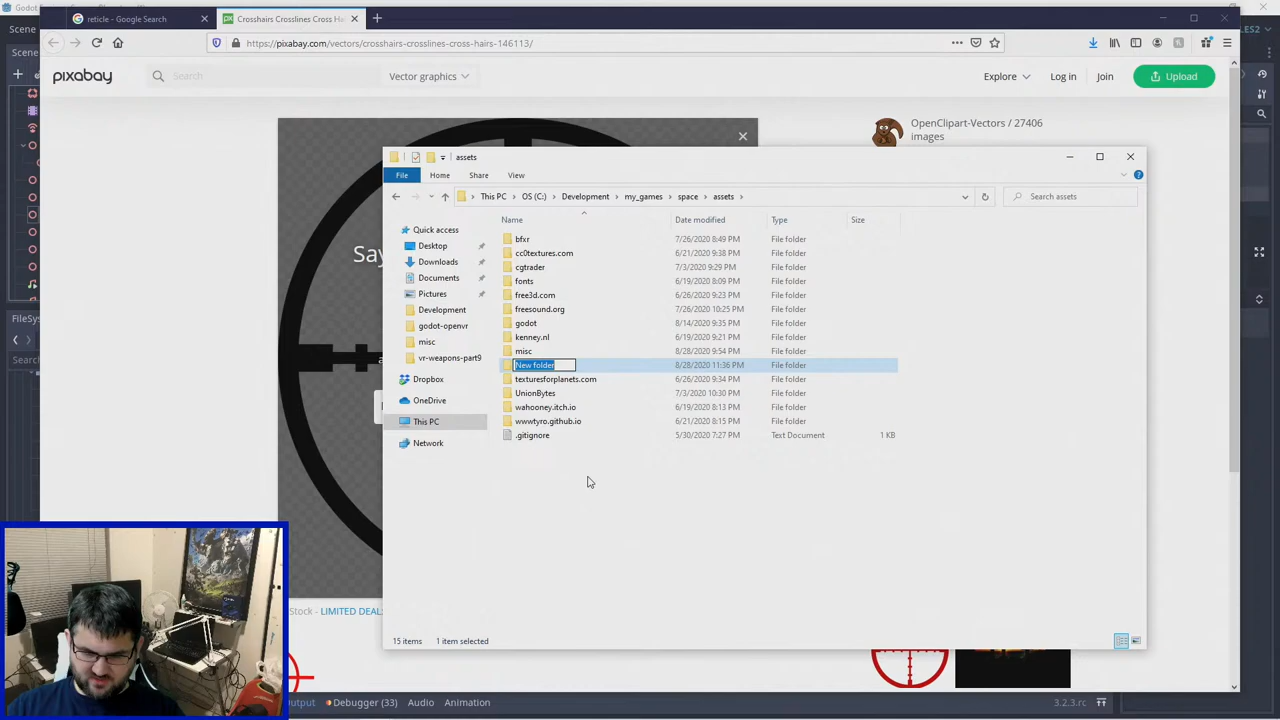 Godot
reticle - Google Search
Crosshairs Crosslines Cross Ha
Scene
LES2
https://pixabay.com/vectors/crosshairs-crosslines-cross-hairs-146113/
Scen
pixabay
Search
Vector graphics
Explore
Log in
Join
Upload
OpenClipart-Vectors / 27406
images
assets
File
Home
Share
View
This PC
OS (C:)
Development
my_games
space
assets
Search assets
Name
Date modified
Type
Size
Quick access
Desktop
Downloads
Documents
Pictures
Development
godot-openvr
misc
vr-weapons-part9
Dropbox
OneDrive
This PC
Network
bfxr 7/26/2020 8:49 PM File folder
cc0textures.com 6/21/2020 9:38 PM File folder
cgtrader 7/3/2020 9:29 PM File folder
fonts 6/19/2020 8:09 PM File folder
free3d.com 6/26/2020 9:23 PM File folder
freesound.org 7/26/2020 10:25 PM File folder
godot 8/14/2020 9:35 PM File folder
kenney.nl 6/19/2020 9:21 PM File folder
misc 8/28/2020 9:54 PM File folder
New folder 8/28/2020 11:36 PM File folder
texturesforplanets.com 6/26/2020 9:34 PM File folder
UnionBytes 7/3/2020 10:30 PM File folder
wahooney.itch.io 6/19/2020 8:13 PM File folder
wwwtyro.github.io 6/21/2020 8:15 PM File folder
.gitignore 5/30/2020 7:27 PM Text Document 1 KB
Say
a
FileSys
Stock - LIMITED DEAL:
15 items
1 item selected
Output
Debugger (33)
Audio
Animation
3.2.3.rc